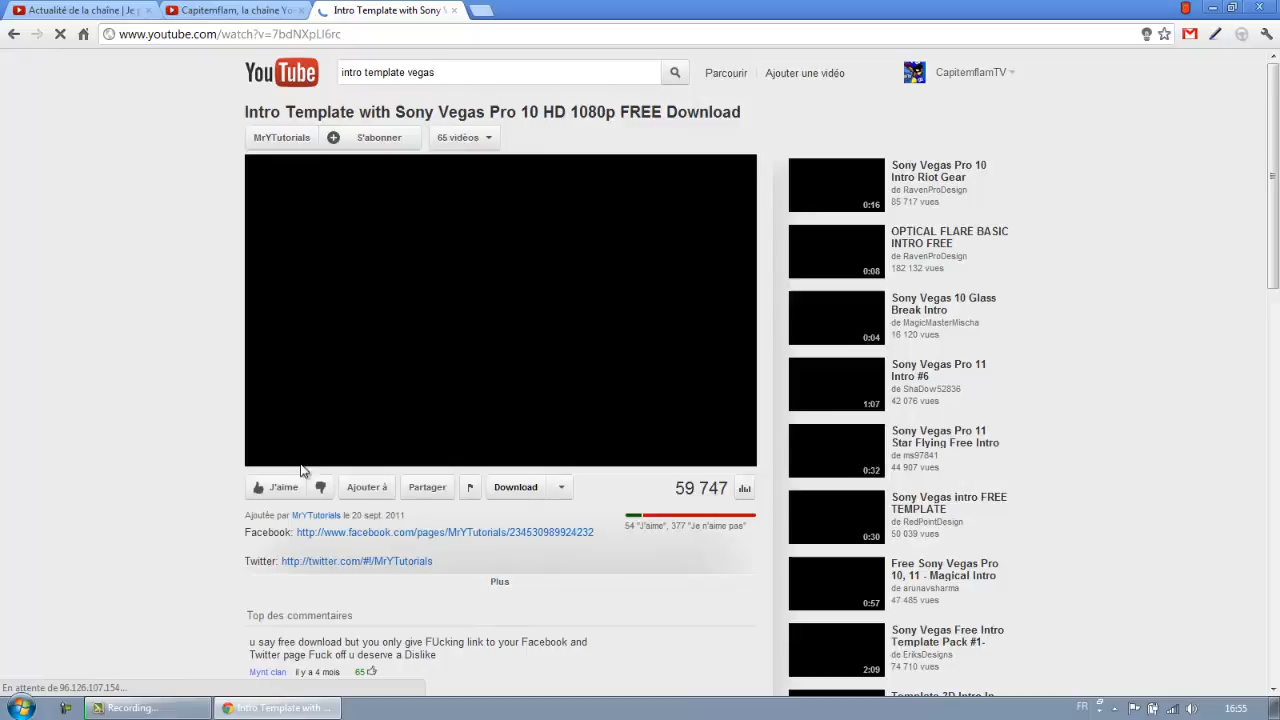 Actualité de la chaîne | Je p
Capitemflam, la chaîne You
Intro Template with Sony V
www.youtube.com/watch?v=7bdNXpLI6rc
YouTube
intro template vegas
Parcourir
Ajouter une vidéo
CapitemflamTV
Intro Template with Sony Vegas Pro 10 HD 1080p FREE Download
MrYTutorials
S'abonner
65 vidéos
J'aime
Ajouter à
Partager
Download
59 747
Ajoutée par MrYTutorials le 20 sept. 2011
54 "J'aime", 377 "Je n'aime pas"
Facebook: http://www.facebook.com/pages/MrYTutorials/234530989924232
Twitter: http://twitter.com/#!/MrYTutorials
Plus
Top des commentaires
u say free download but you only give FUcking link to your Facebook and
Twitter page Fuck off u deserve a Dislike
Mynt clan il y a 4 mois 65
0:16
Sony Vegas Pro 10
Intro Riot Gear
de RavenProDesign
85 717 vues
0:08
OPTICAL FLARE BASIC
INTRO FREE
de RavenProDesign
182 132 vues
0:04
Sony Vegas 10 Glass
Break Intro
de MagicMasterMischa
16 120 vues
1:07
Sony Vegas Pro 11
Intro #6
de ShaDow52836
42 076 vues
0:32
Sony Vegas Pro 11
Star Flying Free Intro
de ms97841
44 907 vues
0:30
Sony Vegas intro FREE
TEMPLATE
de RedPointDesign
50 039 vues
0:57
Free Sony Vegas Pro
10, 11 - Magical Intro
de arunavsharma
47 485 vues
2:09
Sony Vegas Free Intro
Template Pack #1-
de EriksDesigns
74 710 vues
Template 3D Intro In
En attente de 96.126.107.154...
Recording...
Intro Template with ...
FR
16:55